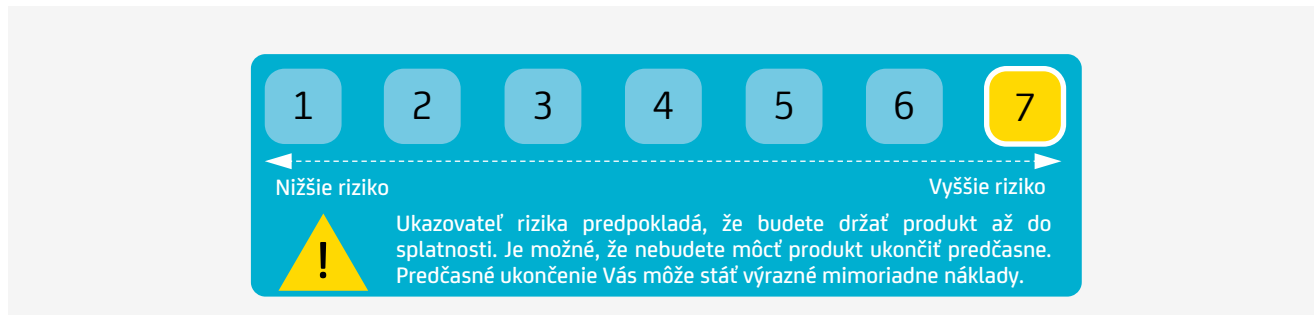 1 2 3 4 5 6 7
Nižšie riziko Vyššie riziko
Ukazovateľ rizika predpokladá, že budete držať produkt až do
! splatnosti. Je možné, že nebudete môcť produkt ukončiť predčasne.
Predčasné ukončenie Vás môže stáť výrazné mimoriadne náklady.